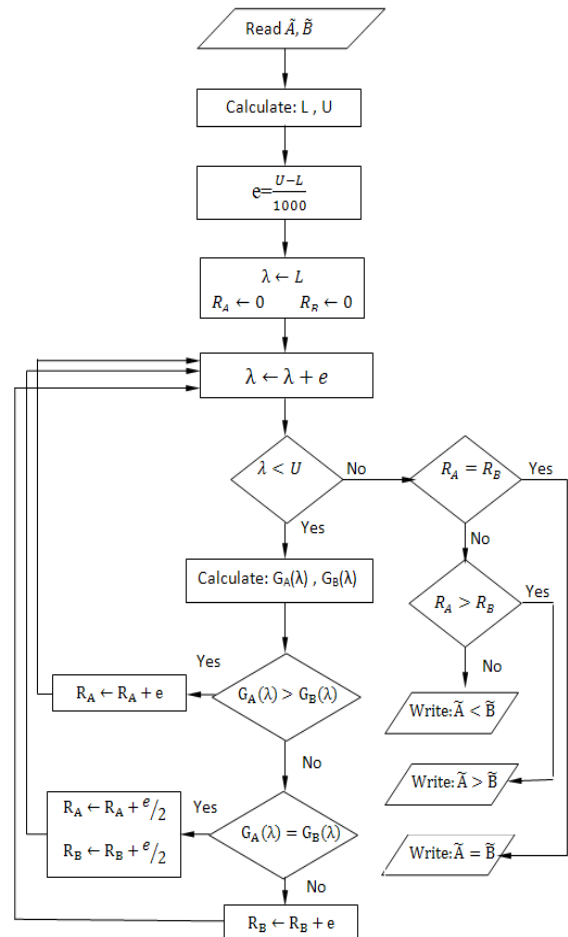 Read Ã, B̃
Calculate: L , U
e=U−L/1000
λ ← L
R_A ← 0 R_B ← 0
λ ← λ + e
λ < U
No
R_A = R_B
Yes
Yes
No
Calculate: G_A(λ) , G_B(λ)
R_A > R_B
Yes
No
Yes
R_A ← R_A + e
G_A(λ) > G_B(λ)
Write: Ã < B̃
No
Write: Ã > B̃
R_A ← R_A + e/2
Yes
R_B ← R_B + e/2
G_A(λ) = G_B(λ)
Write: Ã = B̃
No
R_B ← R_B + e